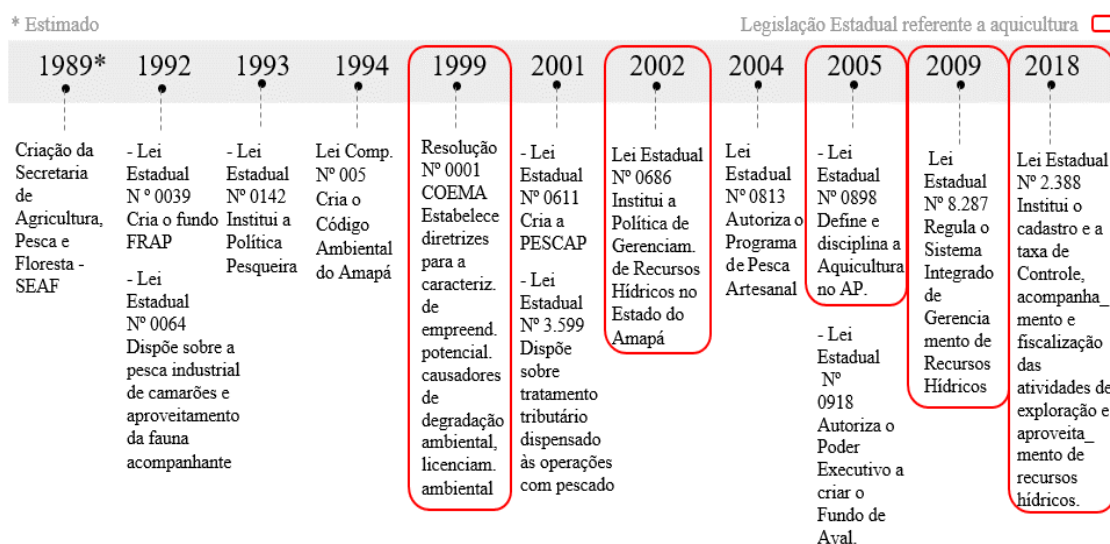 * Estimado
Legislação Estadual referente a aquicultura
1989*
1992
1993
1994
1999
2001
2002
2004
2005
2009
2018
Criação da
Secretaria
de
Agricultura,
Pesca e
Floresta -
SEAF
- Lei
Estadual
N º 0039
Cria o fundo
FRAP
- Lei
Estadual
Nº 0064
Dispõe sobre a
pesca industrial
de camarões e
aproveitamento
da fauna
acompanhante
- Lei
Estadual
Nº 0142
Institui a
Política
Pesqueira
Lei Comp.
Nº 005
Cria o
Código
Ambiental
do Amapá
Resolução
Nº 0001
COEMA
Estabelece
diretrizes
para a
caracteriz.
de
empreend.
potencial.
causadores
de
degradação
ambiental,
licenciam.
ambiental
- Lei
Estadual
Nº 0611
Cria a
PESCAP
- Lei
Estadual
Nº 3.599
Dispõe
sobre
tratamento
tributário
dispensado
às operações
com pescado
Lei Estadual
Nº 0686
Institui a
Política de
Gerenciam.
de Recursos
Hídricos no
Estado do
Amapá
Lei
Estadual
Nº 0813
Autoriza o
Programa
de Pesca
Artesanal
- Lei
Estadual
Nº 0898
Define e
disciplina a
Aquicultura
no AP.
- Lei
Estadual
Nº
0918
Autoriza o
Poder
Executivo a
criar o
Fundo de
Aval.
Lei
Estadual
Nº 8.287
Regula o
Sistema
Integrado
de
Gerencia
mento de
Recursos
Hídricos
Lei Estadual
Nº 2.388
Institui o
cadastro e a
taxa de
Controle,
acompanha_
mento e
fiscalização
das
atividades de
exploração e
aproveita_
mento de
recursos
hídricos.